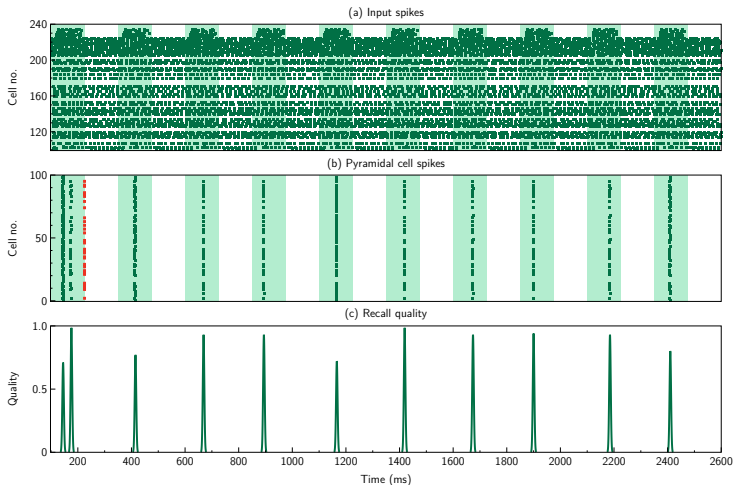 (a) Input spikes
240
200
160
120
Cell no.
(b) Pyramidal cell spikes
100
50
0
Cell no.
(c) Recall quality
1.0
0.5
0
Quality
200 400 600 800 1000 1200 1400 1600 1800 2000 2200 2400 2600
Time (ms)